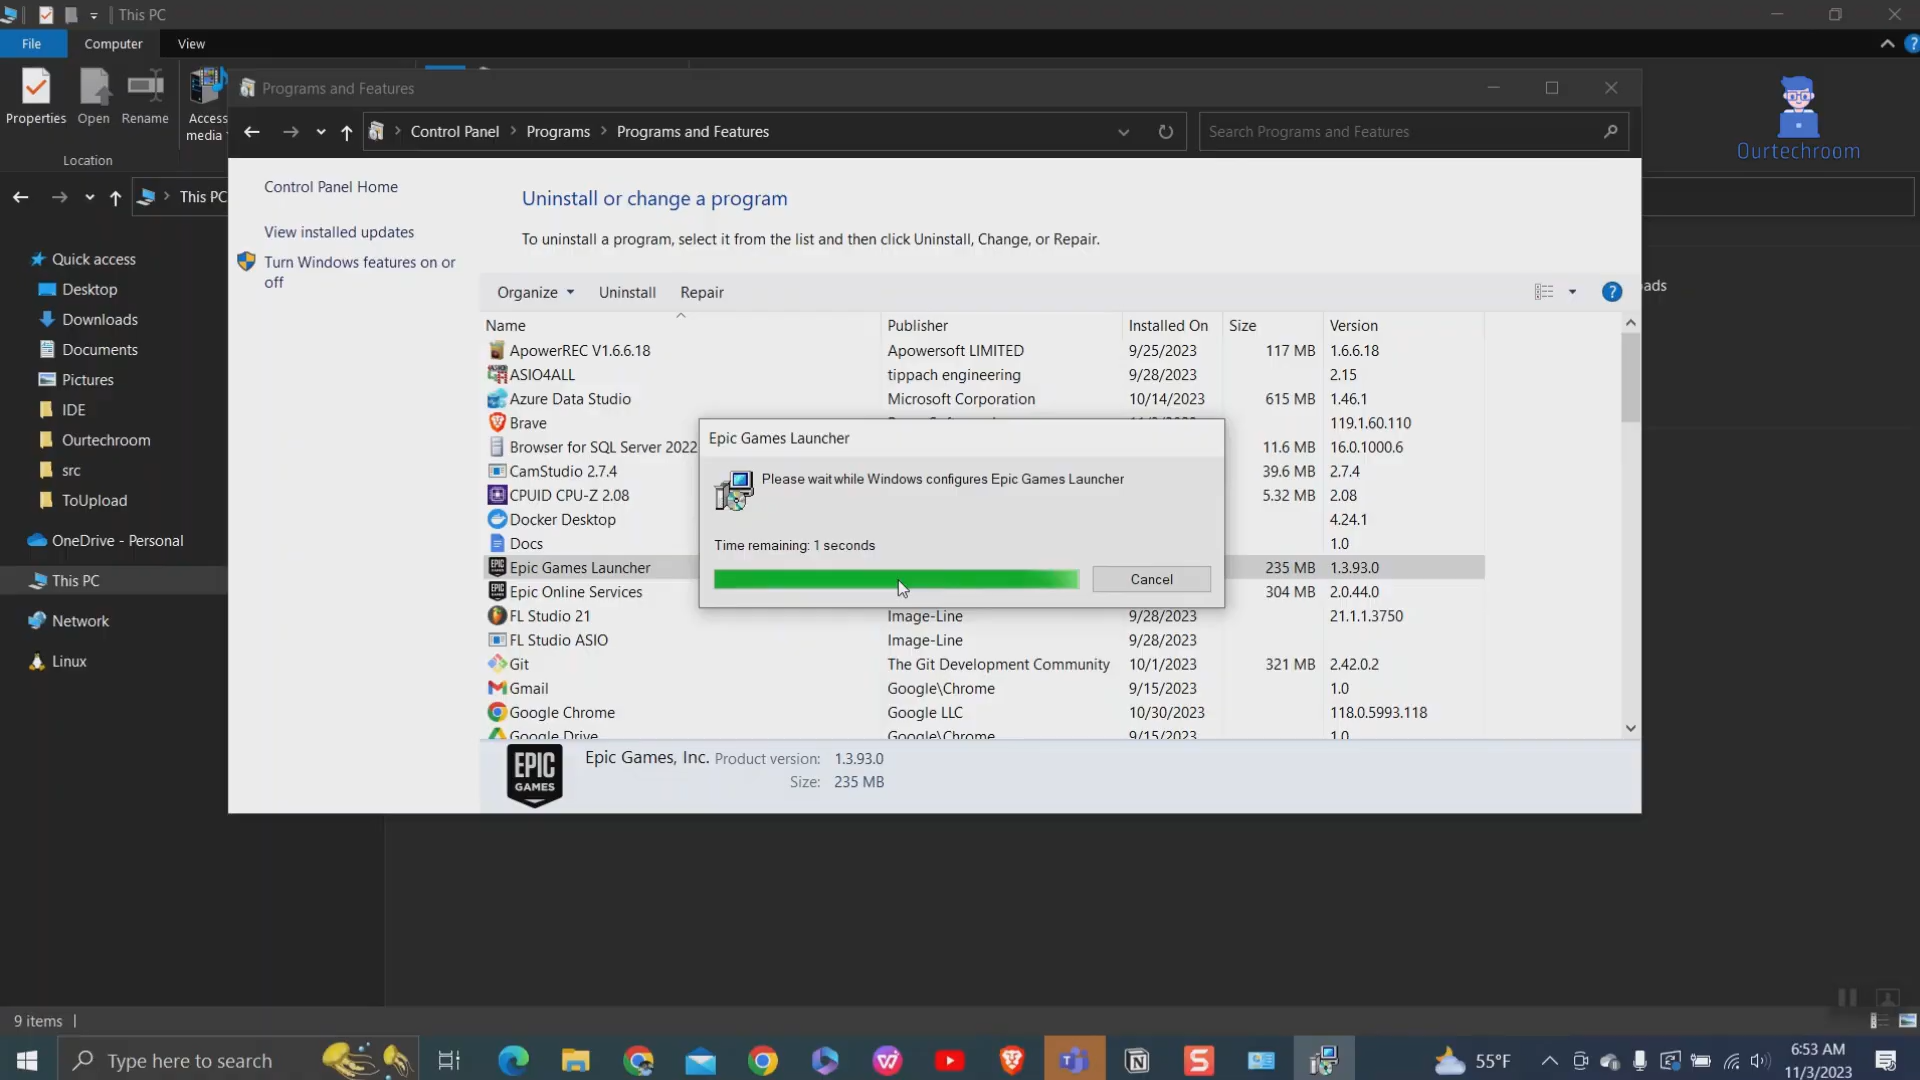 This PC
File
Computer
View
Properties
Open
Rename
Access
media
Location
This PC
Quick access
Desktop
Downloads
Documents
Pictures
IDE
Ourtechroom
src
ToUpload
OneDrive - Personal
This PC
Network
Linux
9 items
Programs and Features
Control Panel > Programs > Programs and Features
Search Programs and Features
Ourtechroom
Control Panel Home
View installed updates
Turn Windows features on or
off
Uninstall or change a program
To uninstall a program, select it from the list and then click Uninstall, Change, or Repair.
Organize Uninstall Repair
ads
Name Publisher Installed On Size Version
ApowerREC V1.6.6.18 Apowersoft LIMITED 9/25/2023 117 MB 1.6.6.18
ASIO4ALL tippach engineering 9/28/2023 2.15
Azure Data Studio Microsoft Corporation 10/14/2023 615 MB 1.46.1
Brave 119.1.60.110
Browser for SQL Server 2022 11.6 MB 16.0.1000.6
CamStudio 2.7.4 39.6 MB 2.7.4
CPUID CPU-Z 2.08 5.32 MB 2.08
Docker Desktop 4.24.1
Docs 1.0
Epic Games Launcher 235 MB 1.3.93.0
Epic Online Services 304 MB 2.0.44.0
FL Studio 21 Image-Line 9/28/2023 21.1.1.3750
FL Studio ASIO Image-Line 9/28/2023
Git The Git Development Community 10/1/2023 321 MB 2.42.0.2
Gmail Google\Chrome 9/15/2023 1.0
Google Chrome Google LLC 10/30/2023 118.0.5993.118
Google Drive Google\Chrome 9/15/2023 1.0
Epic Games Launcher
Please wait while Windows configures Epic Games Launcher
Time remaining: 1 seconds
Cancel
EPIC
GAMES
Epic Games, Inc. Product version: 1.3.93.0
Size: 235 MB
Type here to search
55°F
6:53 AM
11/3/2023